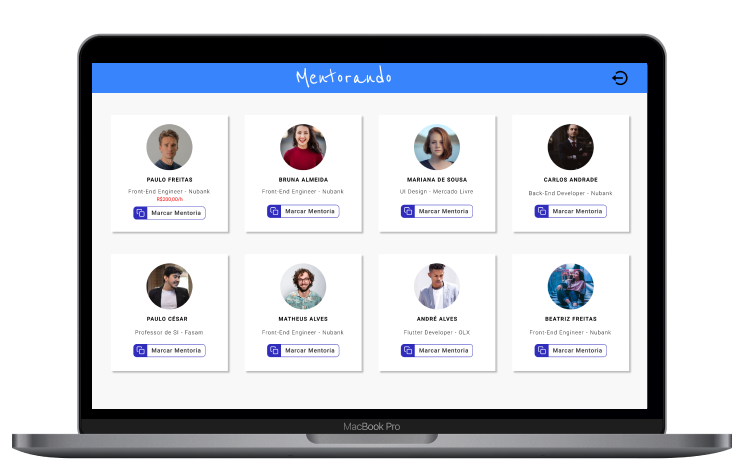 Mentorando
PAULO FREITAS
Front-End Engineer - Nubank
R$200,00/h
Marcar Mentoria
BRUNA ALMEIDA
Front-End Engineer - Nubank
Marcar Mentoria
MARIANA DE SOUSA
UI Design - Mercado Livre
Marcar Mentoria
CARLOS ANDRADE
Back-End Developer - Nubank
Marcar Mentoria
PAULO CÉSAR
Professor de SI - Fasam
Marcar Mentoria
MATHEUS ALVES
Front-End Engineer - Nubank
Marcar Mentoria
ANDRÉ ALVES
Flutter Developer - OLX
Marcar Mentoria
BEATRIZ FREITAS
Front-End Engineer - Nubank
Marcar Mentoria
MacBook Pro